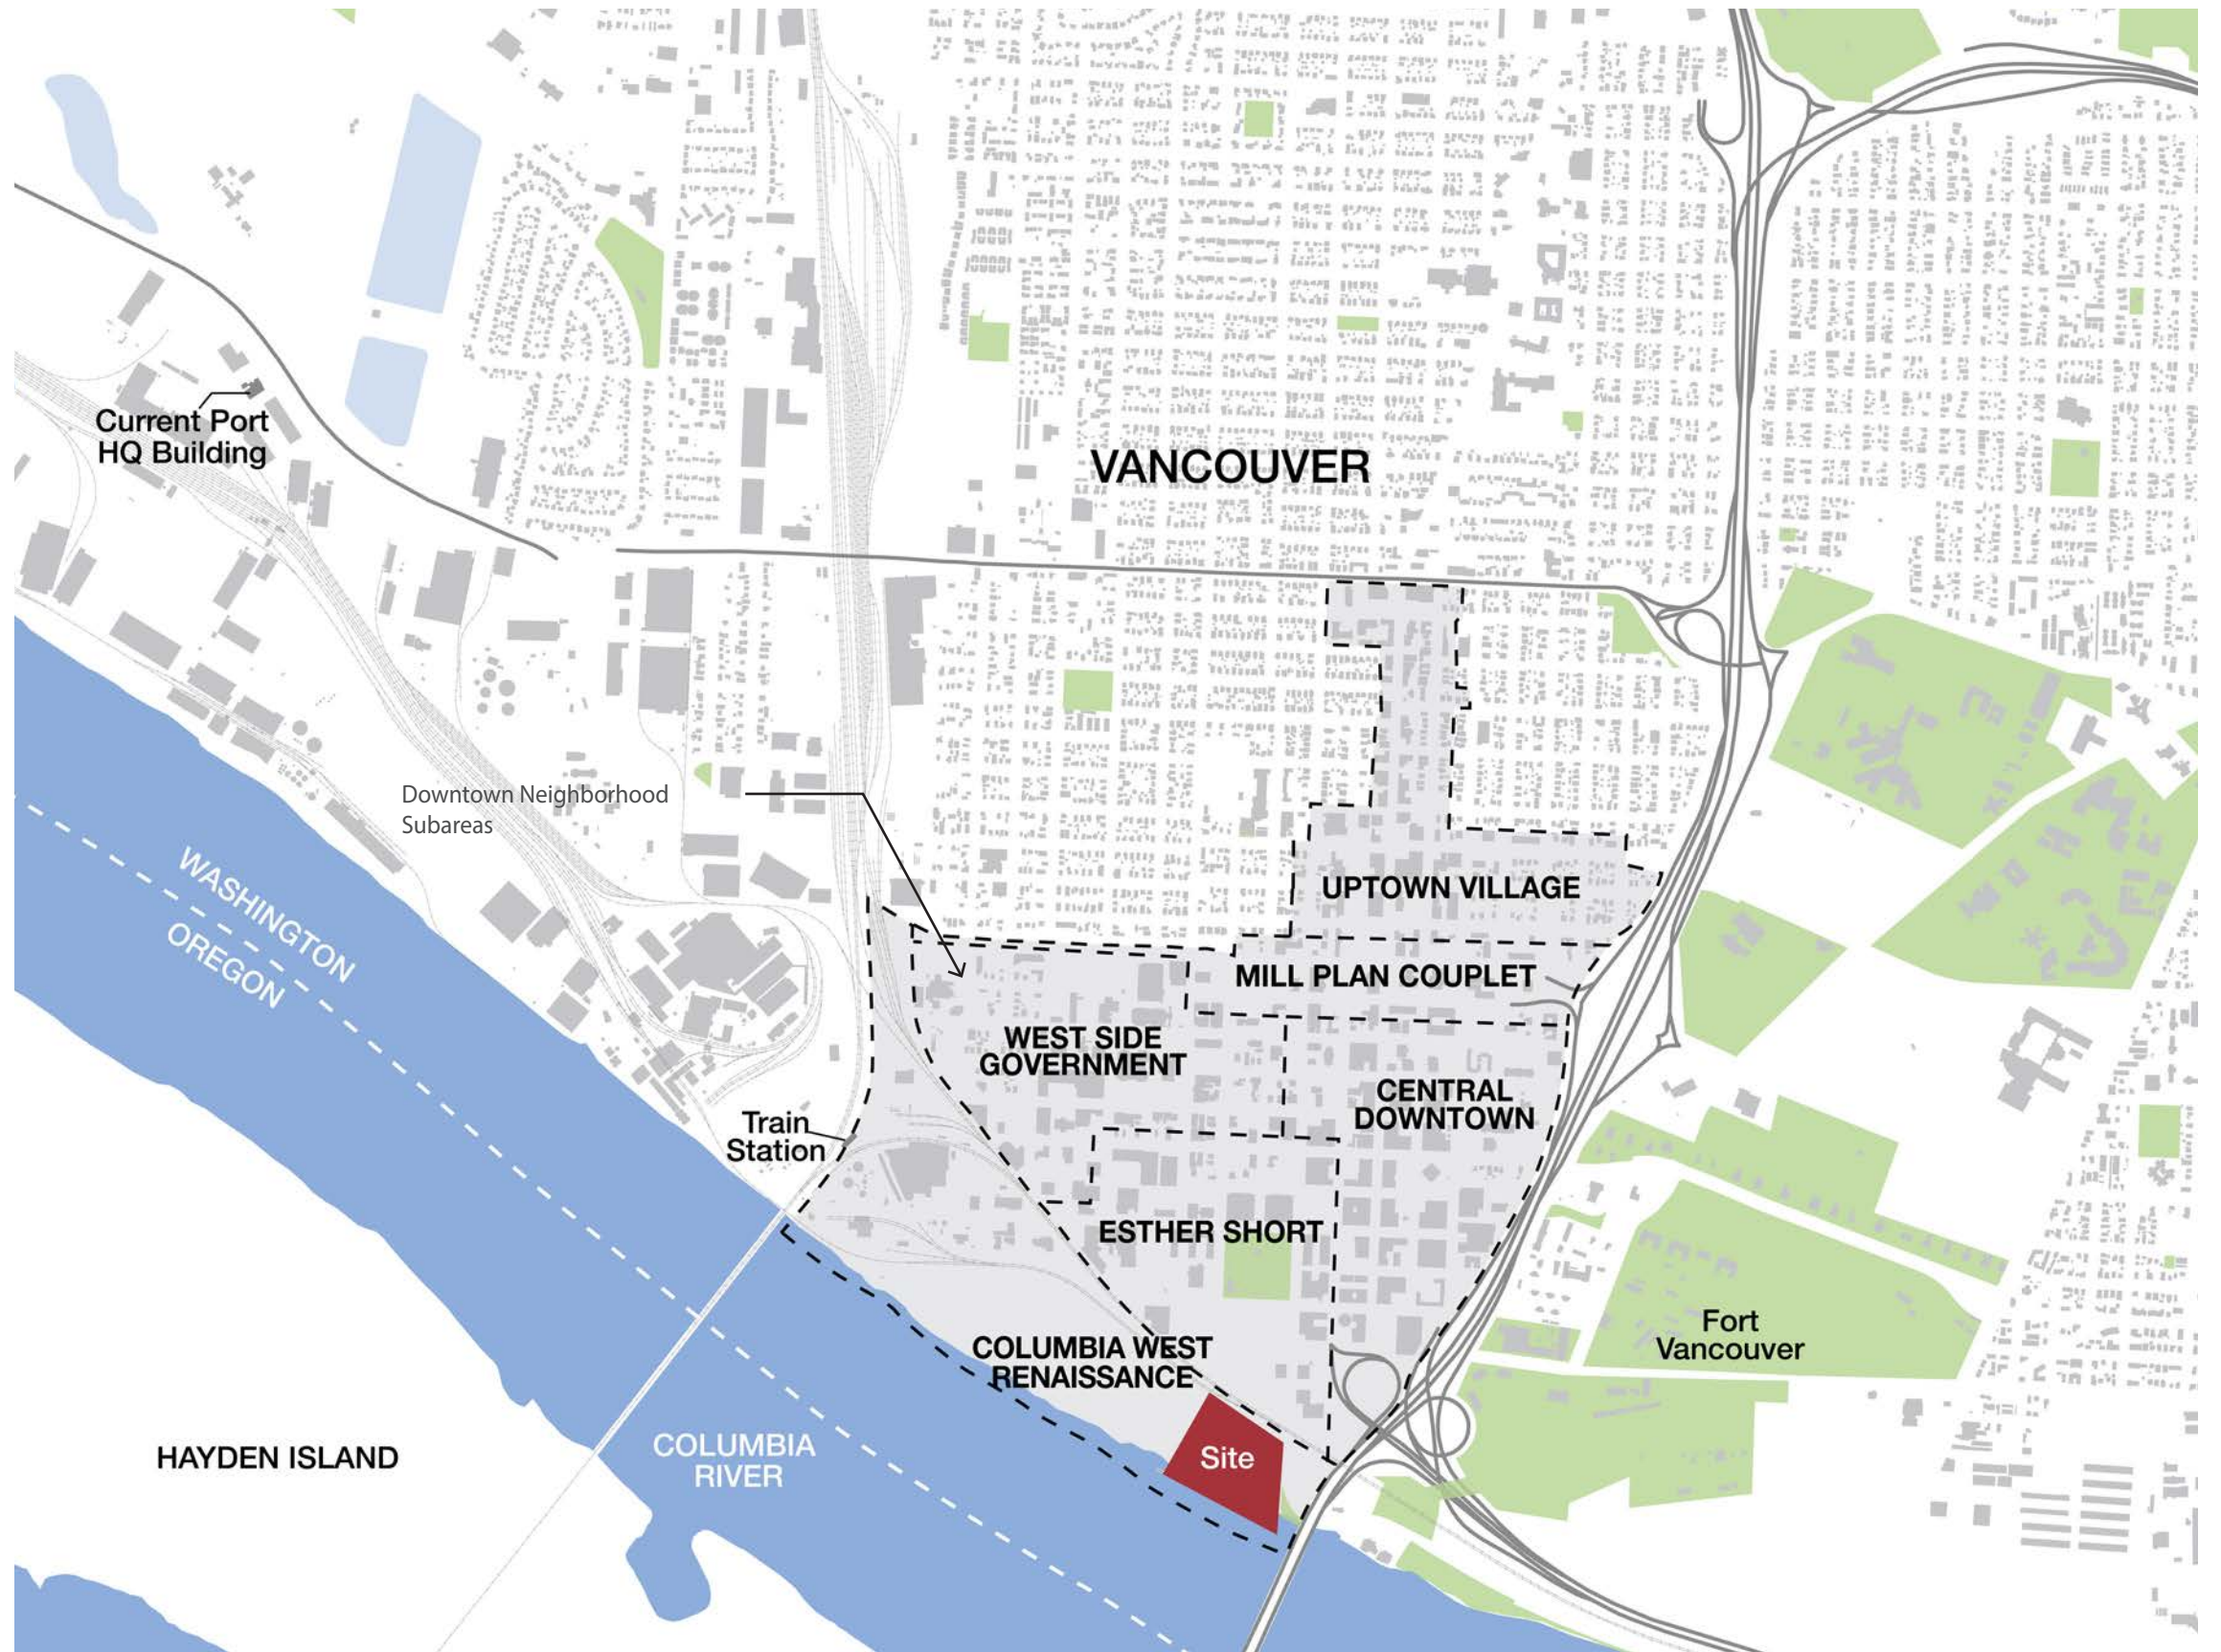 Current Port
HQ Building
VANCOUVER
Downtown Neighborhood
Subareas
WASHINGTON
OREGON
UPTOWN VILLAGE
MILL PLAN COUPLET
WEST SIDE
GOVERNMENT
CENTRAL
DOWNTOWN
Train
Station
ESTHER SHORT
Fort
Vancouver
COLUMBIA WEST
RENAISSANCE
Site
HAYDEN ISLAND
COLUMBIA
RIVER